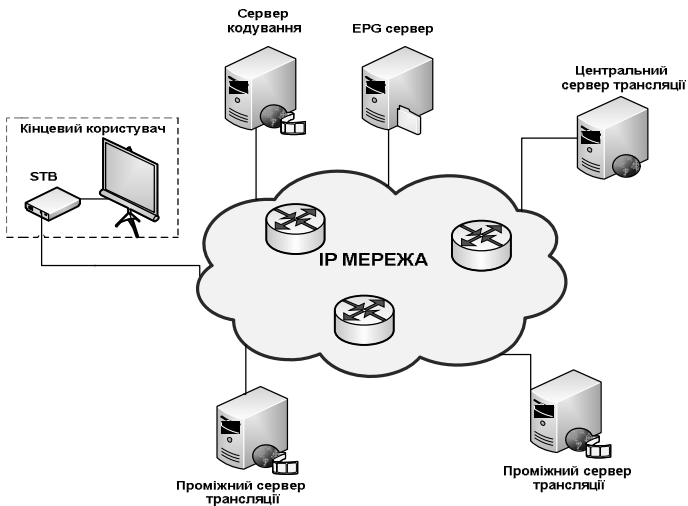 Сервер
кодування
EPG сервер
Центральний
сервер трансляції
Кінцевий користувач
STB
IP МЕРЕЖА
Проміжний сервер
трансляції
Проміжний сервер
трансляції